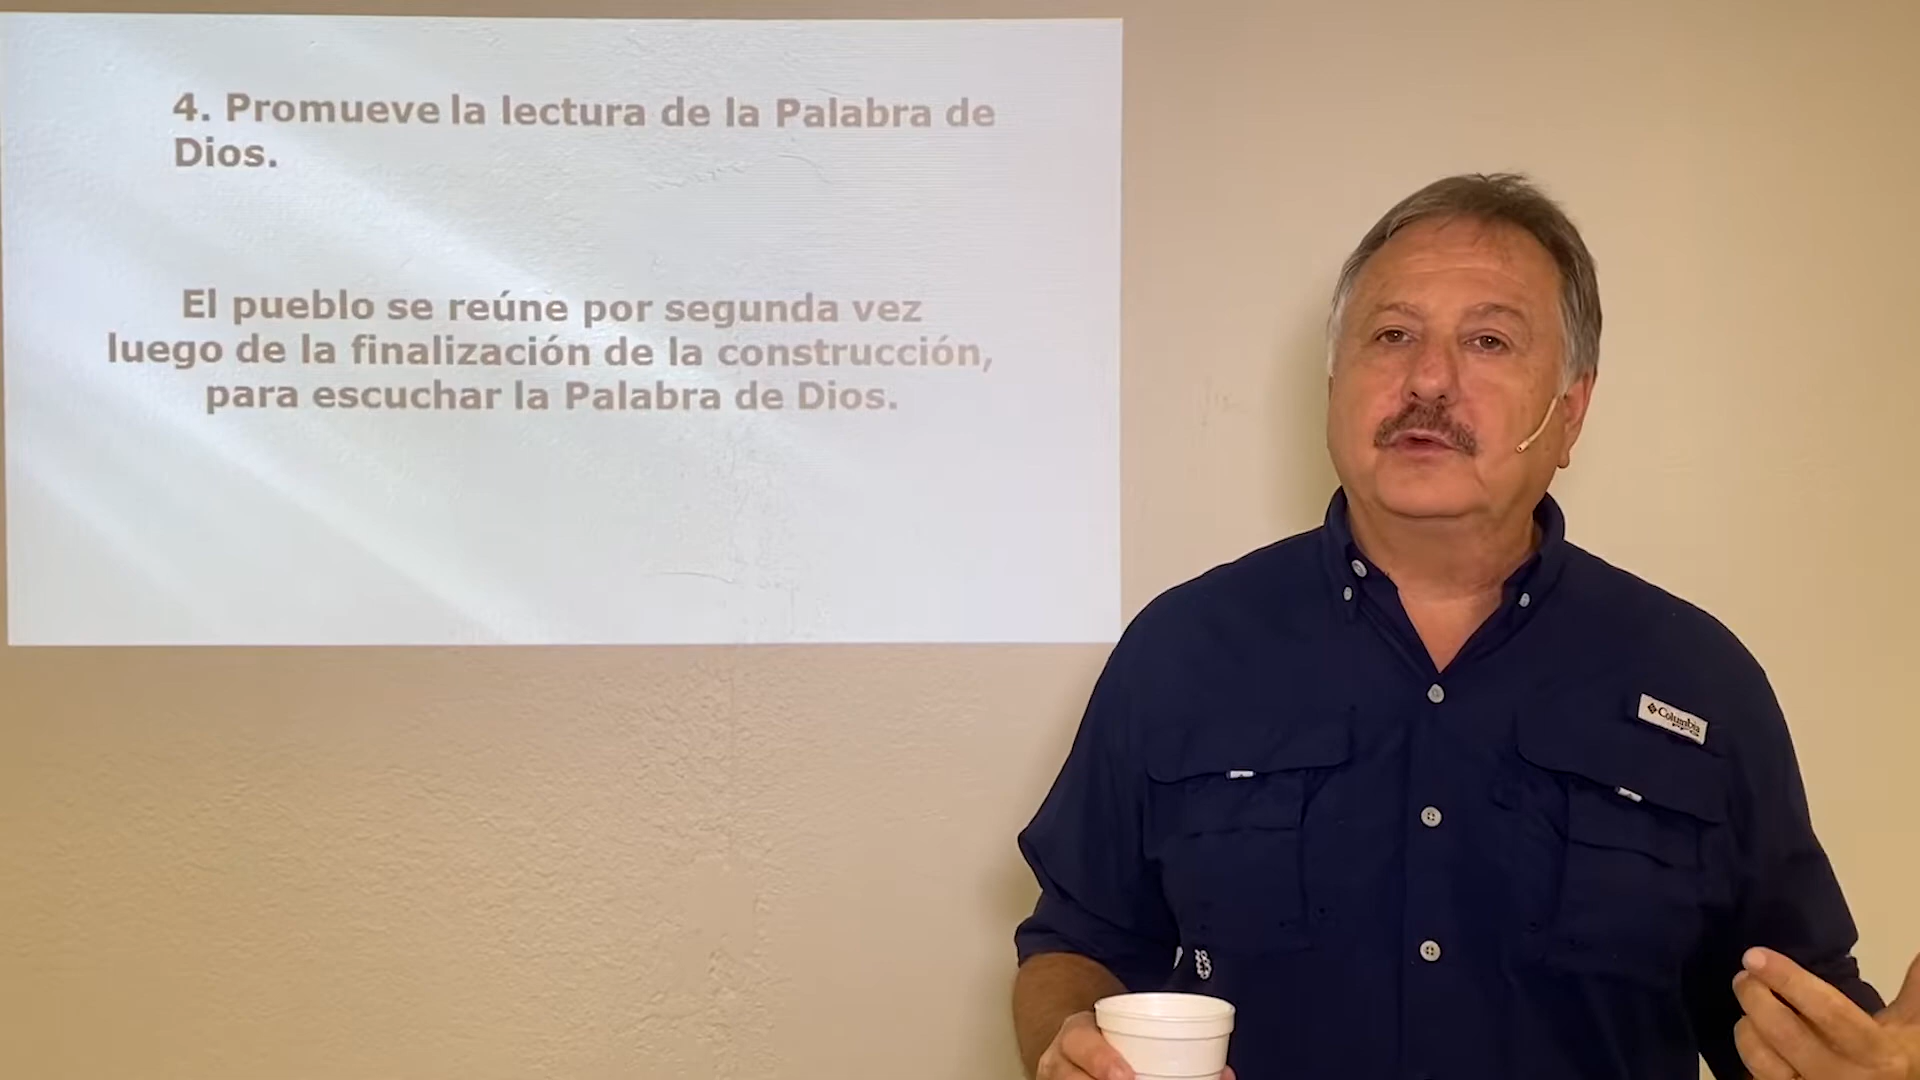 4. Promueve la lectura de la Palabra de
Dios.
El pueblo se reúne por segunda vez
luego de la finalización de la construcción,
para escuchar la Palabra de Dios.
Columbia
PFG